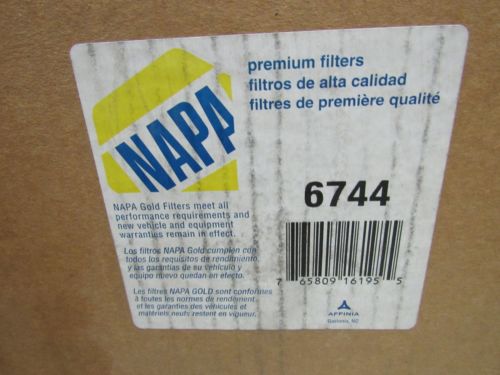 NAPA
premium filters
filtros de alta calidad
filtres de première qualité
NAPA Gold Filters meet all
performance requirements and
new vehicle and equipment
warranties remain in effect.
Los filtros NAPA Gold cumplen con
todos los requisitos de rendimiento,
y las garantías de su vehículo y
equipo nuevo quedan en efecto.
Les filtres NAPA GOLD sont conformes
à toutes les normes de rendement
et les garanties des véhicules et
matériels neufs restent en vigueur.
6744
7 65809 16195 5
AFFINIA
Gastonia, NC